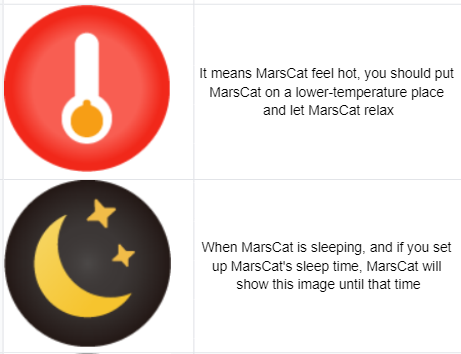 It means MarsCat feel hot, you should put
MarsCat on a lower-temperature place
and let MarsCat relax
When MarsCat is sleeping, and if you set
up MarsCat's sleep time, MarsCat will
show this image until that time